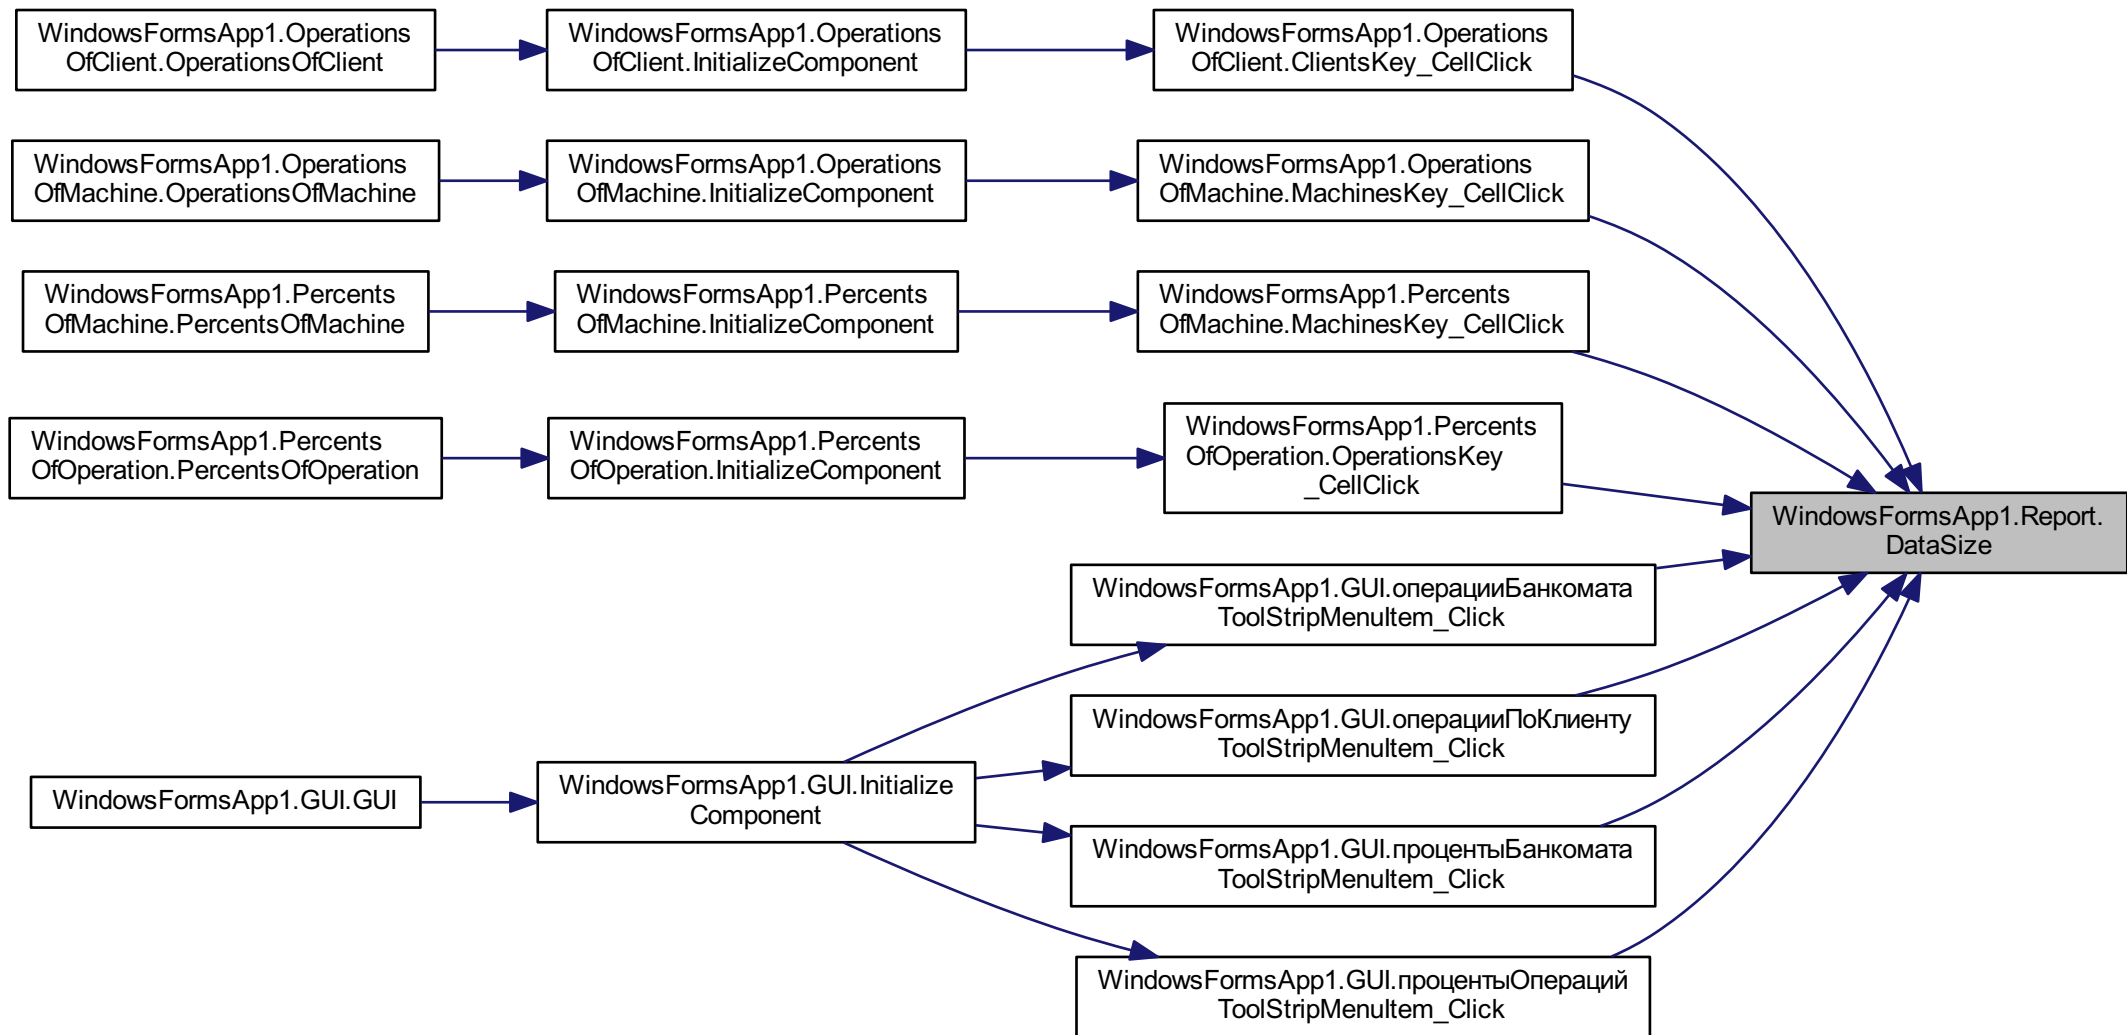 WindowsFormsApp1.Operations
OfClient.OperationsOfClient
WindowsFormsApp1.Operations
OfClient.InitializeComponent
WindowsFormsApp1.Operations
OfClient.ClientsKey_CellClick
WindowsFormsApp1.Operations
OfMachine.OperationsOfMachine
WindowsFormsApp1.Operations
OfMachine.InitializeComponent
WindowsFormsApp1.Operations
OfMachine.MachinesKey_CellClick
WindowsFormsApp1.Percents
OfMachine.PercentsOfMachine
WindowsFormsApp1.Percents
OfMachine.InitializeComponent
WindowsFormsApp1.Percents
OfMachine.MachinesKey_CellClick
WindowsFormsApp1.Percents
OfOperation.PercentsOfOperation
WindowsFormsApp1.Percents
OfOperation.InitializeComponent
WindowsFormsApp1.Percents
OfOperation.OperationsKey
_CellClick
WindowsFormsApp1.Report.
DataSize
WindowsFormsApp1.GUI.операцииБанкомата
ToolStripMenuItem_Click
WindowsFormsApp1.GUI.операцииПоКлиенту
ToolStripMenuItem_Click
WindowsFormsApp1.GUI.GUI
WindowsFormsApp1.GUI.Initialize
Component
WindowsFormsApp1.GUI.процентыБанкомата
ToolStripMenuItem_Click
WindowsFormsApp1.GUI.процентыОпераций
ToolStripMenuItem_Click